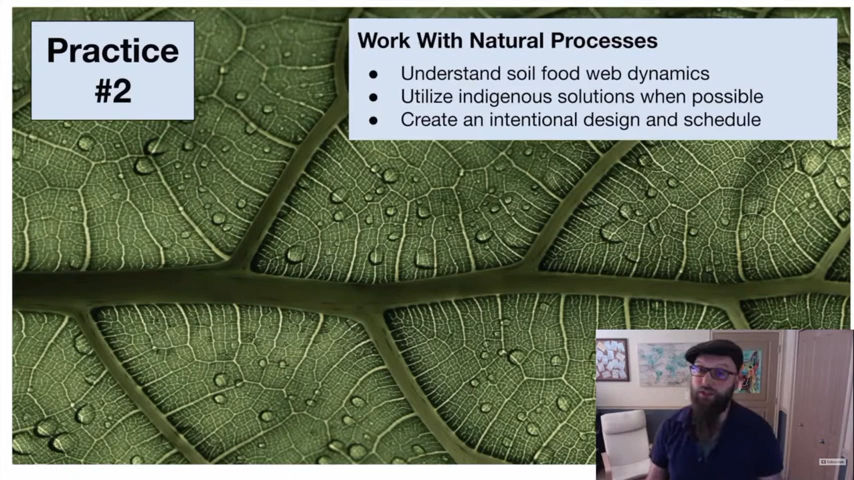 Practice
#2
Work With Natural Processes
● Understand soil food web dynamics
● Utilize indigenous solutions when possible
● Create an intentional design and schedule